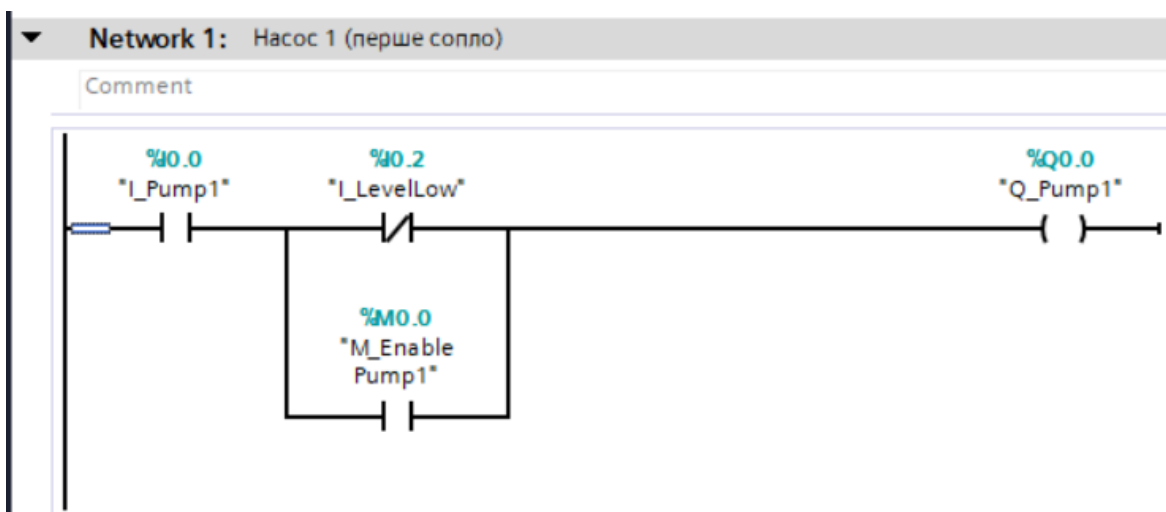 Network 1: Насос 1 (перше сопло)
Comment
%I0.0
"I_Pump1"
%I0.2
"I_LevelLow"
%Q0.0
"Q_Pump1"
%M0.0
"M_Enable
Pump1"